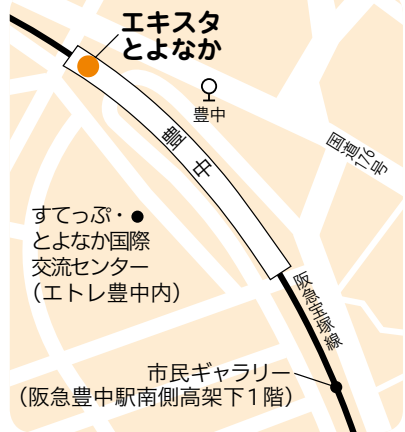 エキスタ
とよなか
豊中
国道176号
豊中
すてっぷ・
とよなか国際
交流センター
（エトレ豊中内）
阪急宝塚線
市民ギャラリー
（阪急豊中駅南側高架下1階）